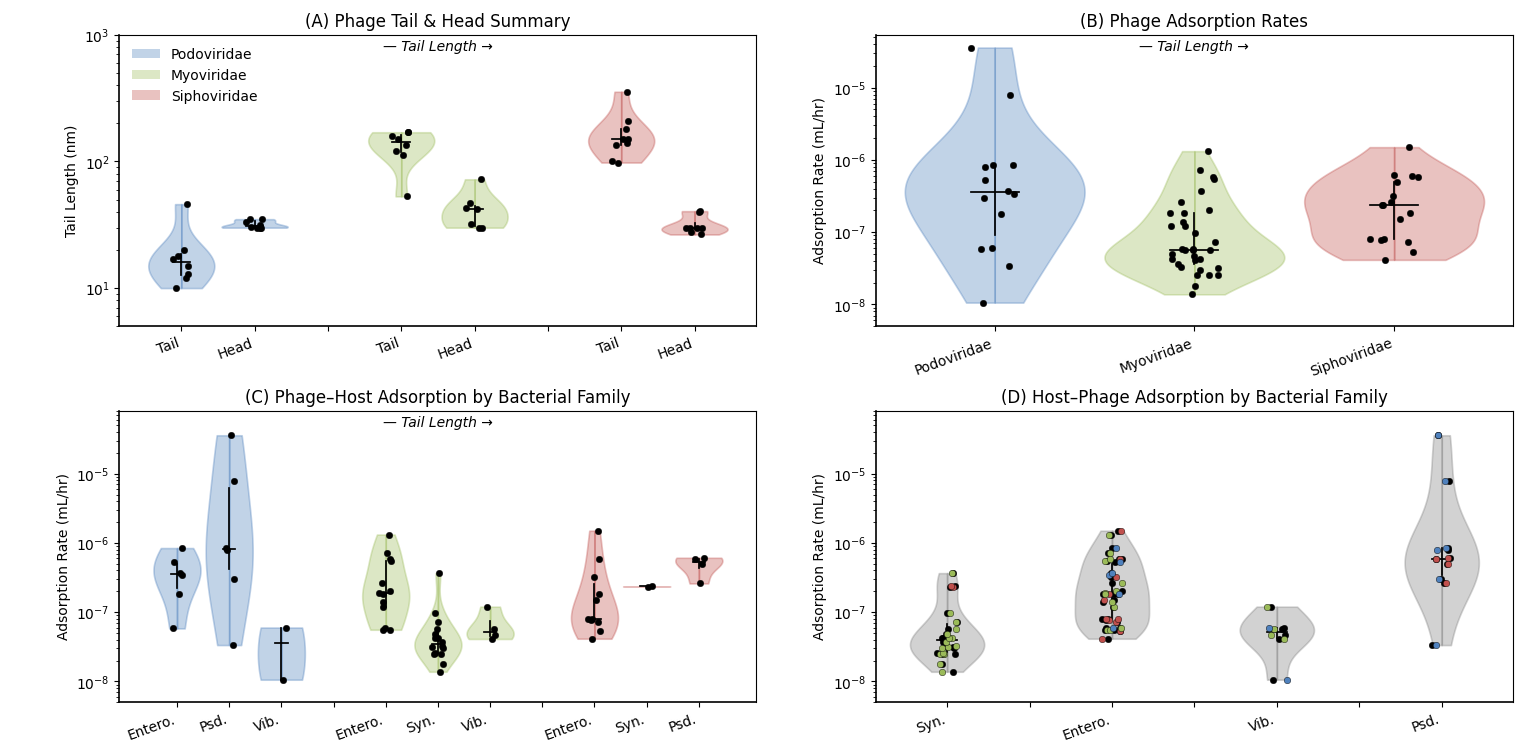 (A) Phage Tail & Head Summary
— Tail Length →
Podoviridae
Myoviridae
Siphoviridae
Tail Length (nm)
10³
10²
10¹
Tail
Head
Tail
Head
Tail
Head
(B) Phage Adsorption Rates
— Tail Length →
Adsorption Rate (mL/hr)
10⁻⁵
10⁻⁶
10⁻⁷
10⁻⁸
Podoviridae
Myoviridae
Siphoviridae
(C) Phage–Host Adsorption by Bacterial Family
— Tail Length →
Adsorption Rate (mL/hr)
10⁻⁵
10⁻⁶
10⁻⁷
10⁻⁸
Entero.
Psd.
Vib.
Entero.
Syn.
Vib.
Entero.
Syn.
Psd.
(D) Host–Phage Adsorption by Bacterial Family
Adsorption Rate (mL/hr)
10⁻⁵
10⁻⁶
10⁻⁷
10⁻⁸
Syn.
Entero.
Vib.
Psd.